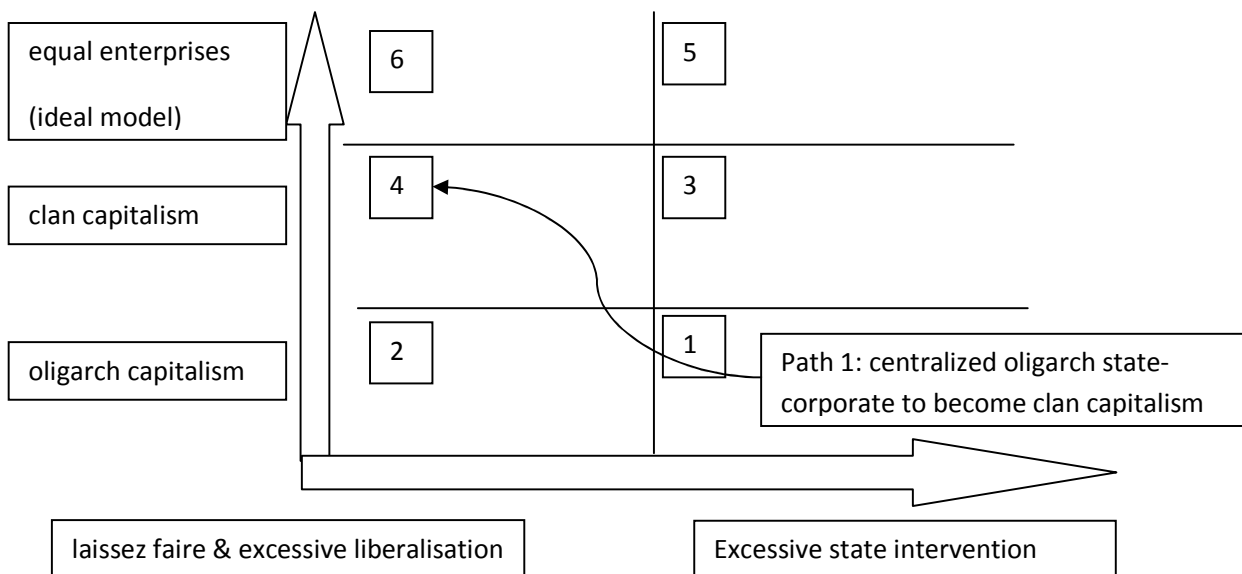 equal enterprises
(ideal model)
6
5
clan capitalism
4
3
oligarch capitalism
2
1
Path 1: centralized oligarch state-
corporate to become clan capitalism
laissez faire & excessive liberalisation
Excessive state intervention